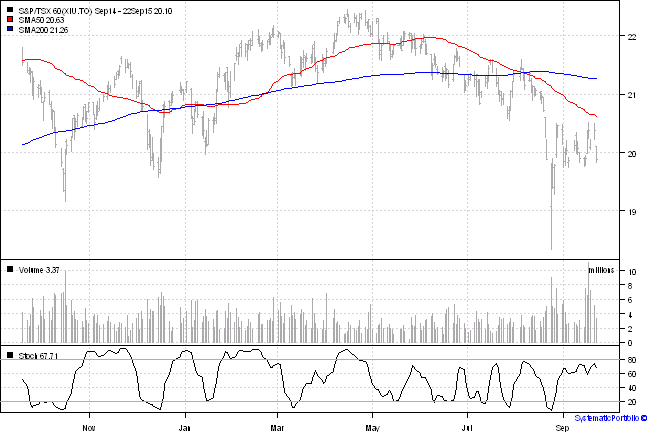 S&P/TSX 60(XIU.TO) Sep14 - 22Sep15 20.10
SMA50 20.63
SMA200 21.26
22
21
20
19
Volume 3.37
millions
10
8
6
4
2
0
Stoch 67.71
80
60
40
20
Nov Jan Mar May Jul Sep
SystematicPortfolio ©